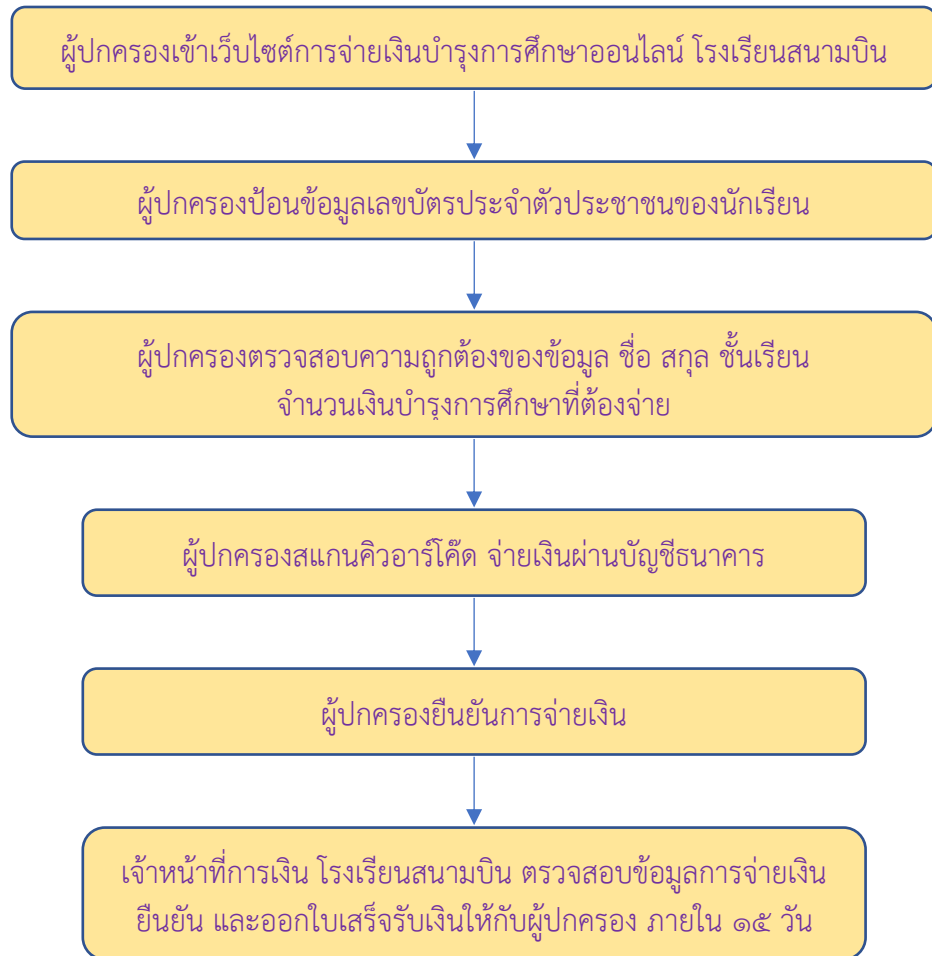 ผู้ปกครองเข้าเว็บไซต์การจ่ายเงินบำรุงการศึกษาออนไลน์ โรงเรียนสนามบิน
ผู้ปกครองป้อนข้อมูลเลขบัตรประจำตัวประชาชนของนักเรียน
ผู้ปกครองตรวจสอบความถูกต้องของข้อมูล ชื่อ สกุล ชั้นเรียน
จำนวนเงินบำรุงการศึกษาที่ต้องจ่าย
ผู้ปกครองสแกนคิวอาร์โค๊ด จ่ายเงินผ่านบัญชีธนาคาร
ผู้ปกครองยืนยันการจ่ายเงิน
เจ้าหน้าที่การเงิน โรงเรียนสนามบิน ตรวจสอบข้อมูลการจ่ายเงิน
ยืนยัน และออกใบเสร็จรับเงินให้กับผู้ปกครอง ภายใน ๑๕ วัน